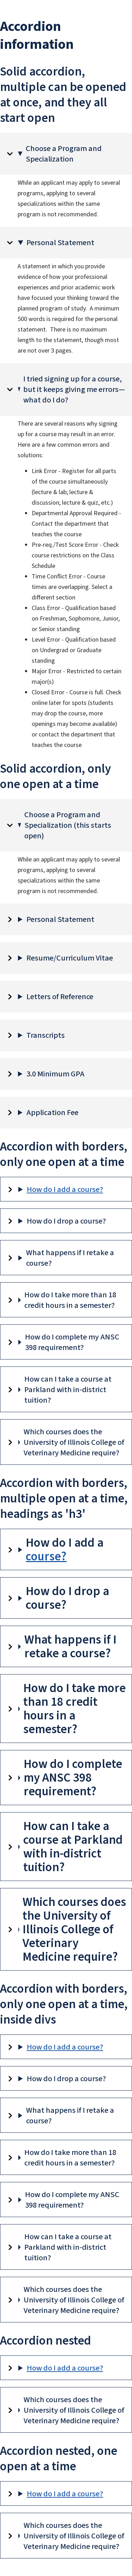 Accordion
information
Solid accordion,
multiple can be opened
at once, and they all
start open
Choose a Program and
Specialization
While an applicant may apply to several
programs, applying to several
specializations within the same
program is not recommended.
Personal Statement
A statement in which you provide
evidence of how your professional
experiences and prior academic work
have focused your thinking toward the
planned program of study.  A minimum
500 words is required for the personal
statement.  There is no maximum
length to the statement, though most
are not over 3 pages.
I tried signing up for a course,
but it keeps giving me errors—
what do I do?
There are several reasons why signing
up for a course may result in an error.
Here are a few common errors and
solutions:
• Link Error - Register for all parts
of the course simultaneously
(lecture & lab; lecture &
discussion; lecture & quiz, etc.)
• Departmental Approval Required -
Contact the department that
teaches the course
• Pre-req./Test Score Error - Check
course restrictions on the Class
Schedule
• Time Conflict Error - Course
times are overlapping. Select a
different section
• Class Error - Qualification based
on Freshman, Sophomore, Junior,
or Senior standing
• Level Error - Qualification based
on Undergrad or Graduate
standing
• Major Error - Restricted to certain
major(s)
• Closed Course - Course is full. Check
online later for spots (students
may drop the course, more
openings may become available)
or contact the department that
teaches the course
Solid accordion, only
one open at a time
Choose a Program and
Specialization (this starts
open)
While an applicant may apply to several
programs, applying to several
specializations within the same
program is not recommended.
Personal Statement
Resume/Curriculum Vitae
Letters of Reference
Transcripts
3.0 Minimum GPA
Application Fee
Accordion with borders,
only one open at a time
How do I add a course?
How do I drop a course?
What happens if I retake a
course?
How do I take more than 18
credit hours in a semester?
How do I complete my ANSC
398 requirement?
How can I take a course at
Parkland with in-district
tuition?
Which courses does the
University of Illinois College of
Veterinary Medicine require?
Accordion with borders,
multiple open at a time,
headings as 'h3'
How do I add a
course?
How do I drop a
course?
What happens if I
retake a course?
How do I take more
than 18 credit
hours in a
semester?
How do I complete
my ANSC 398
requirement?
How can I take a
course at Parkland
with in-district
tuition?
Which courses does
the University of
Illinois College of
Veterinary
Medicine require?
Accordion with borders,
only one open at a time,
inside divs
How do I add a course?
How do I drop a course?
What happens if I retake a
course?
How do I take more than 18
credit hours in a semester?
How do I complete my ANSC
398 requirement?
How can I take a course at
Parkland with in-district
tuition?
Which courses does the
University of Illinois College of
Veterinary Medicine require?
Accordion nested
How do I add a course?
Which courses does the
University of Illinois College of
Veterinary Medicine require?
Accordion nested, one
open at a time
How do I add a course?
Which courses does the
University of Illinois College of
Veterinary Medicine require?